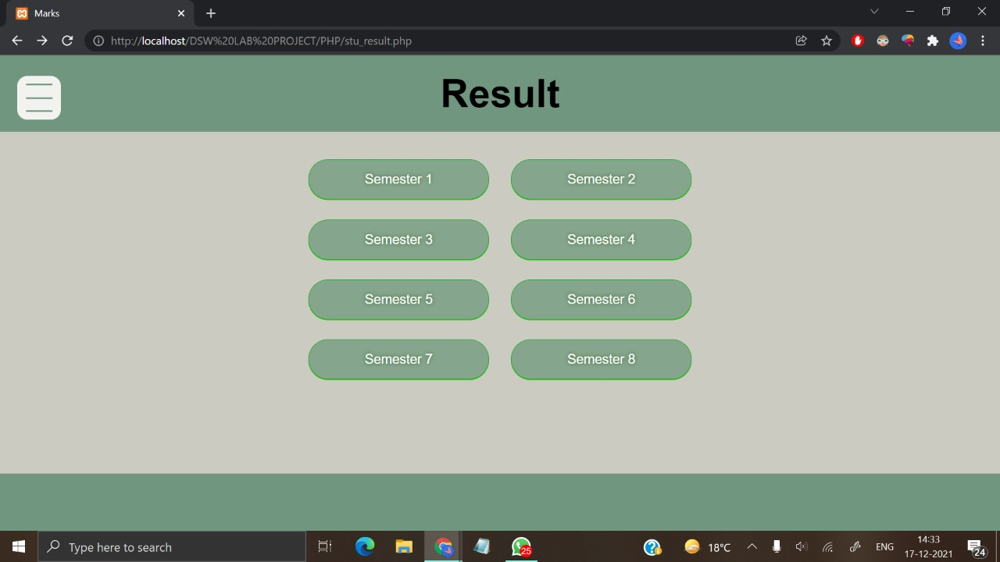 Marks
http://localhost/DSW%20LAB%20PROJECT/PHP/stu_result.php
Result
Semester 1 Semester 2
Semester 3 Semester 4
Semester 5 Semester 6
Semester 7 Semester 8
Type here to search
25
18°C
ENG
14:33
17-12-2021
24